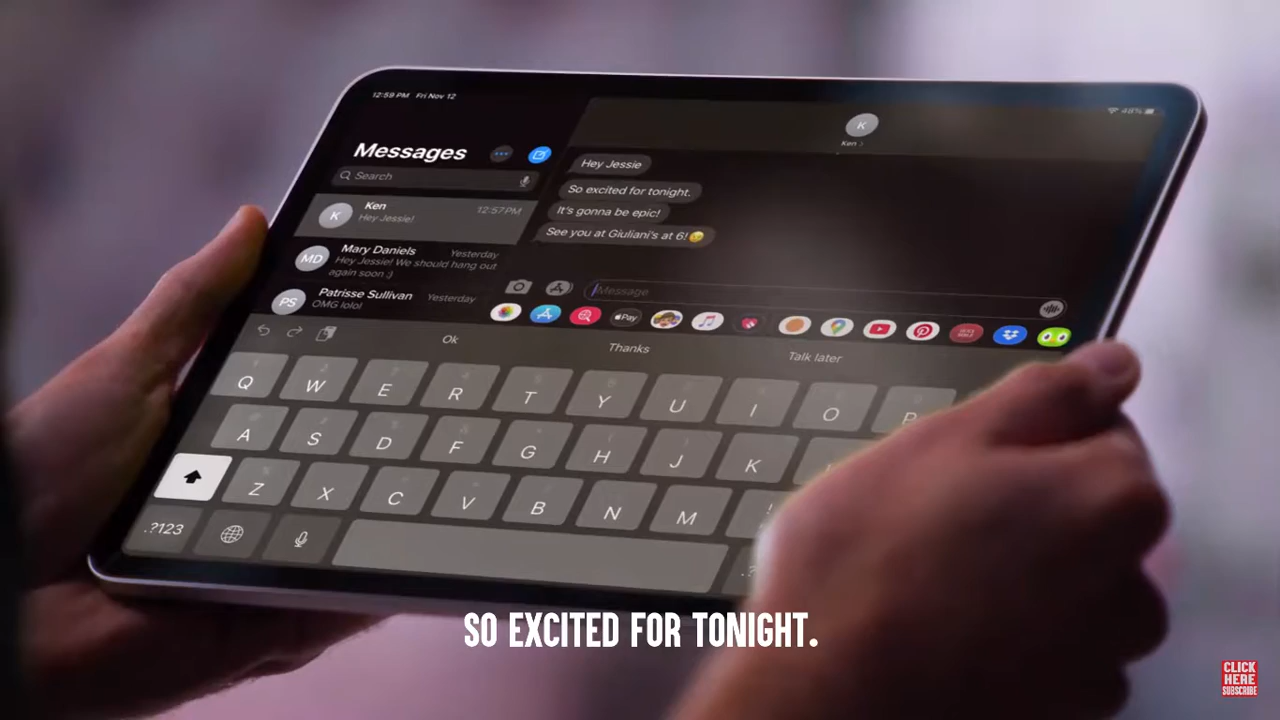 12:59 PM Fri Nov 12
48%
Messages
Search
Ken
12:57 PM
Hey Jessie!
Mary Daniels
Yesterday
Hey Jessie! We should hang out
again soon :)
Patrisse Sullivan
Yesterday
OMG lolol
K
MD
PS
K
Ken
Hey Jessie
So excited for tonight.
It's gonna be epic!
See you at Giuliani's at 6!😉
Message
Pay
Ok
Thanks
Talk later
Q W E R T Y U I O P
A S D F G H J K
Z X C V B N M !
.?123
.?
SO EXCITED FOR TONIGHT.
CLICK
HERE
SUBSCRIBE